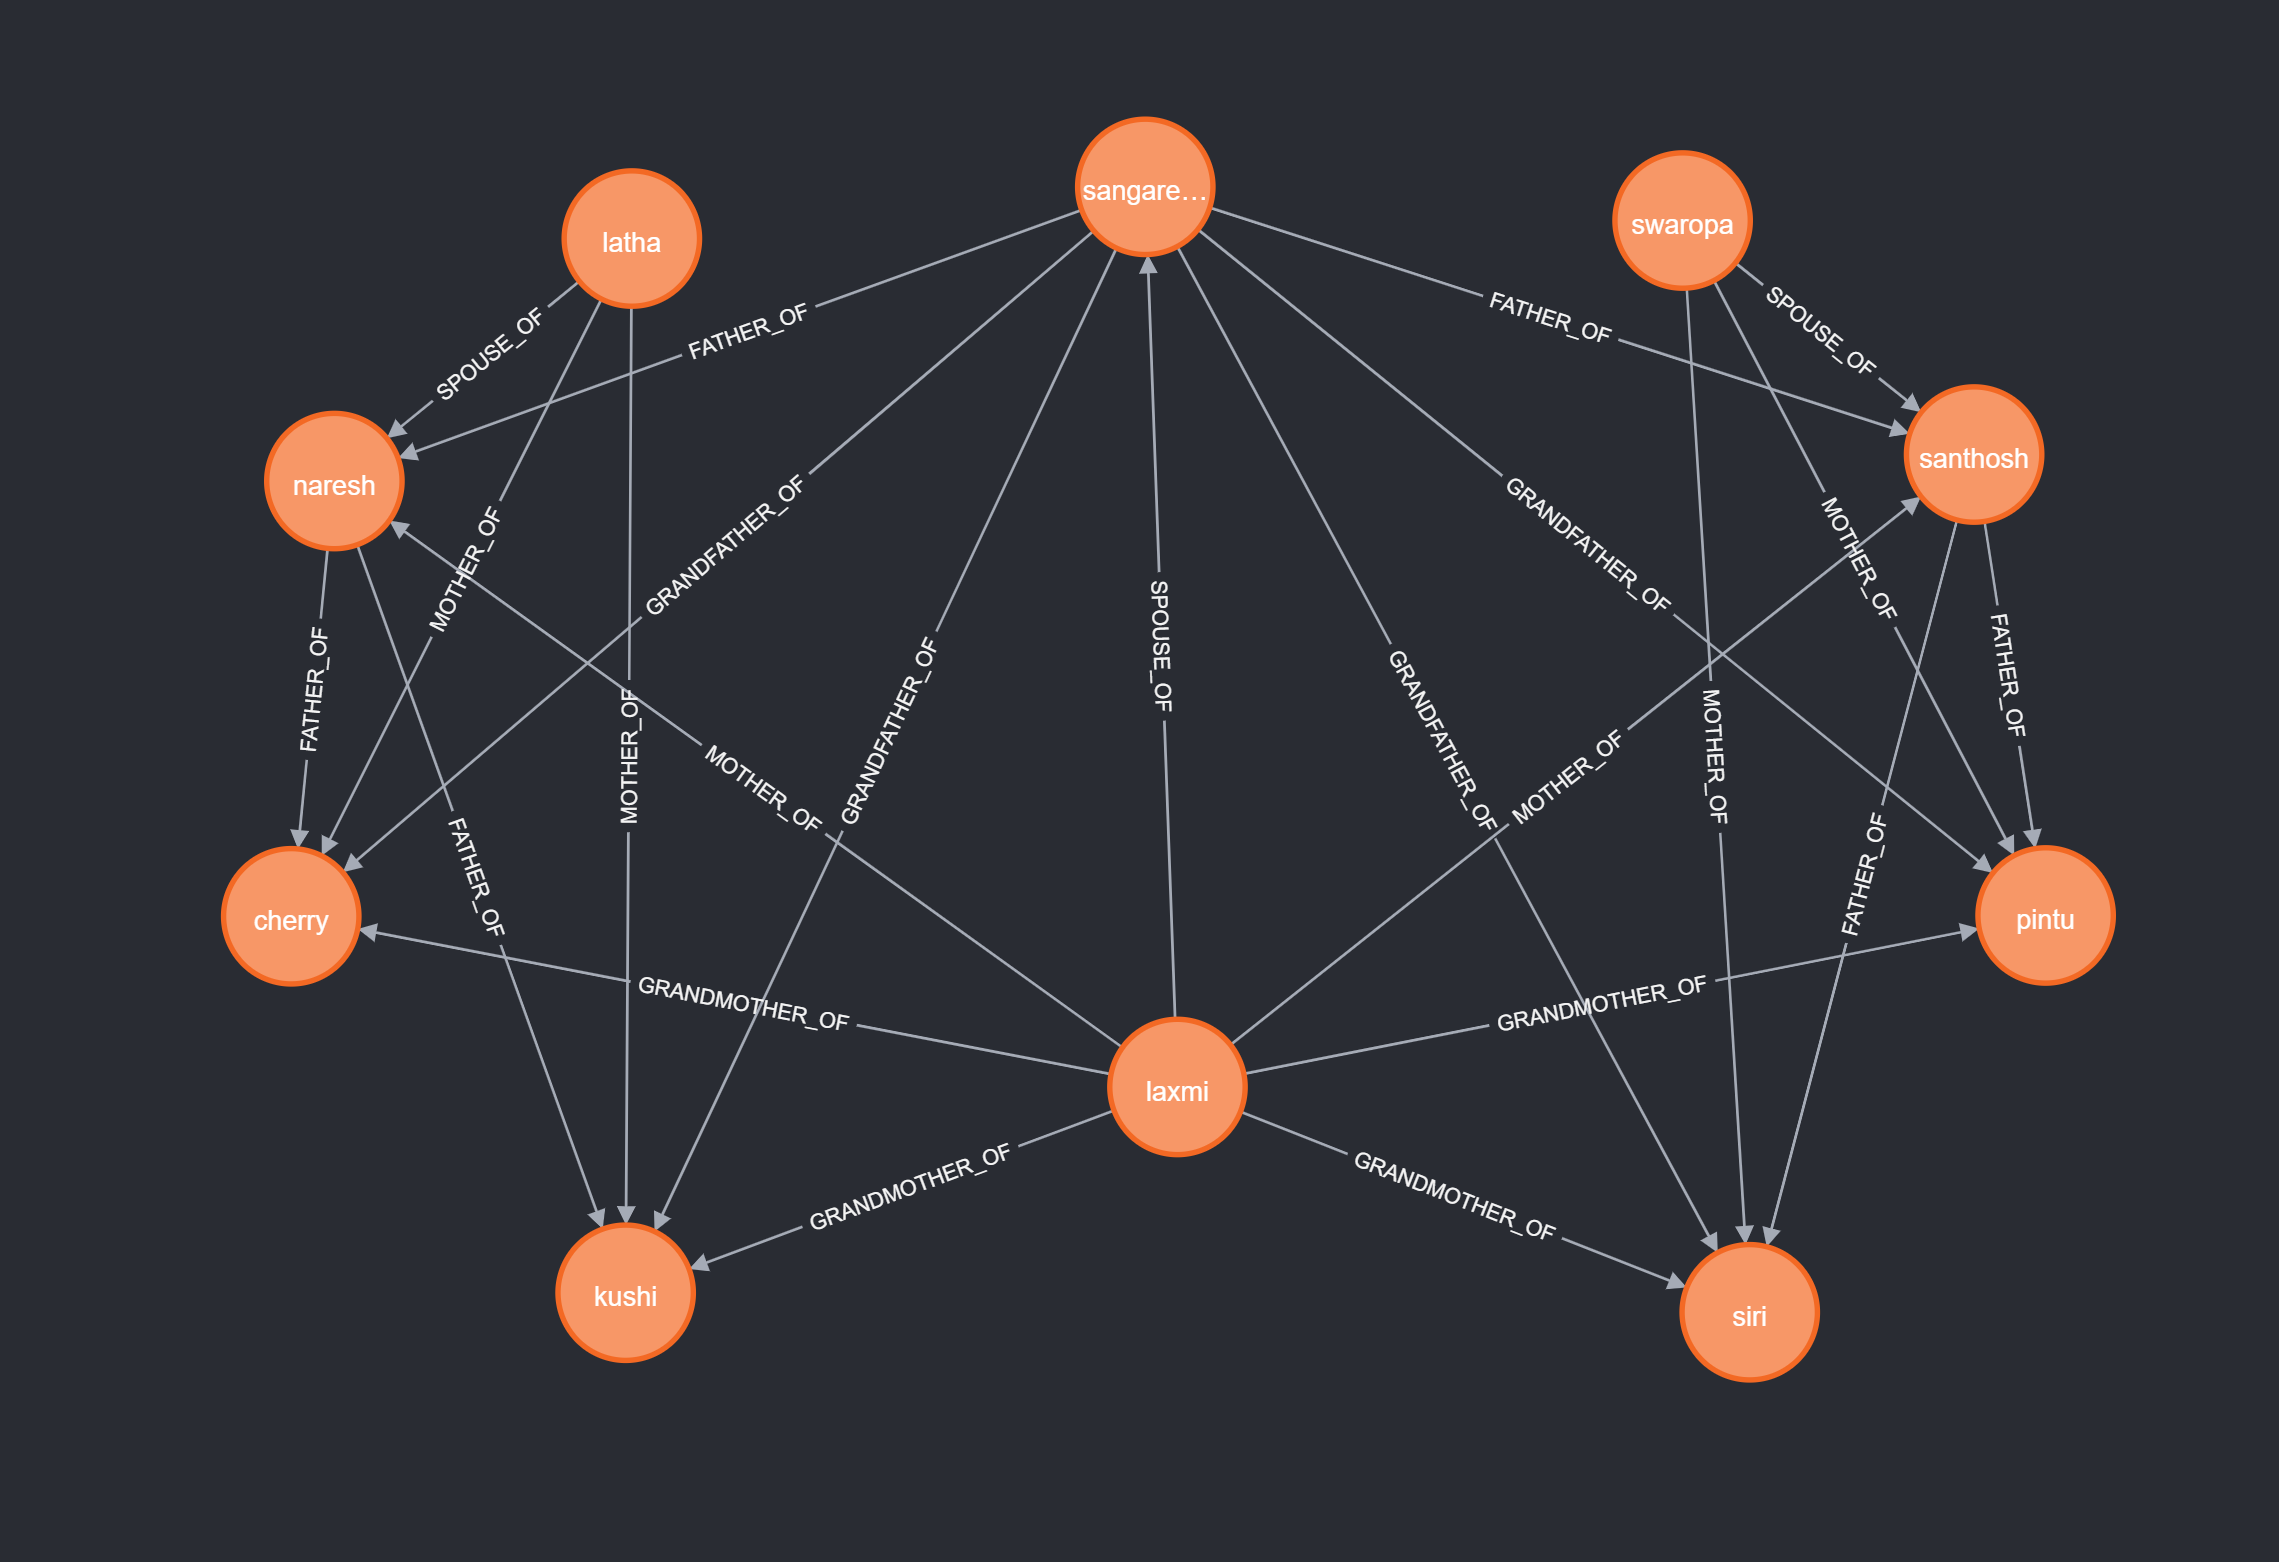 sangare...
swaropa
latha
SPOUSE_OF
FATHER_OF
FATHER_OF
SPOUSE_OF
naresh
santhosh
MOTHER_OF
GRANDFATHER_OF
GRANDFATHER_OF
MOTHER_OF
FATHER_OF
MOTHER_OF
MOTHER_OF
GRANDFATHER_OF
SPOUSE_OF
GRANDFATHER_OF
MOTHER_OF
MOTHER_OF
FATHER_OF
FATHER_OF
FATHER_OF
cherry
pintu
GRANDMOTHER_OF
GRANDMOTHER_OF
laxmi
GRANDMOTHER_OF
GRANDMOTHER_OF
kushi
siri